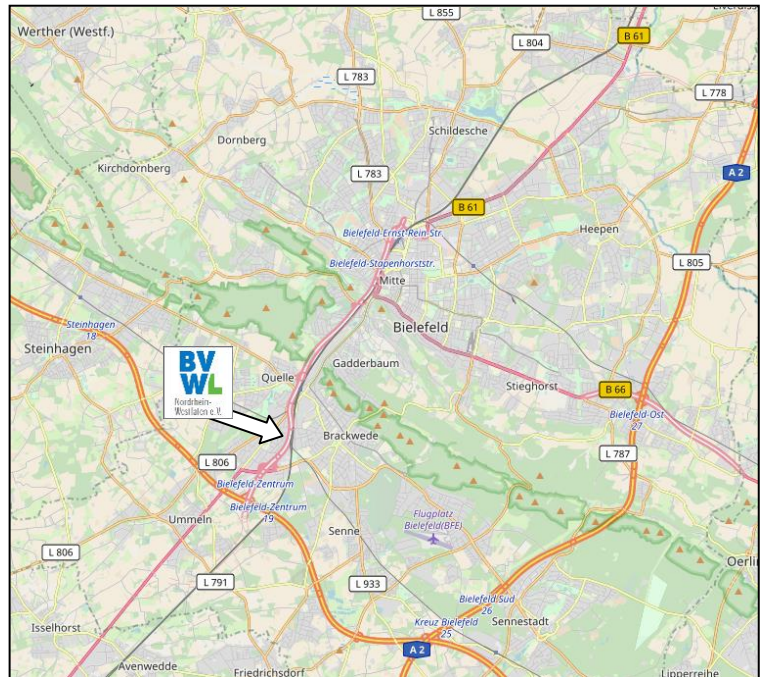 L 855
Liverdiss
Werther (Westf.)
B 61
L 804
L 783
L 778
Schildesche
Dornberg
Kirchdornberg
L 783
A 2
B 61
Bielefeld-Ernst-Rein Str.
Heepen
Bielefeld-Stapenhorststr.
L 805
Mitte
Steinhagen
18
Bielefeld
Steinhagen
BV
WL
Nordrhein-
Westfalen e.V.
Gadderbaum
Quelle
Stieghorst
B 66
Bielefeld-Ost
27
Brackwede
L 806
L 787
Bielefeld-Zentrum
Bielefeld-Zentrum
19
Ummeln
Flugplatz
Bielefeld(BFE)
Senne
L 806
Oerlin
L 791
L 933
Bielefeld Süd
26
Kreuz Bielefeld
25
Sennestadt
Isselhorst
A 2
Avenwedde
Friedrichsdorf
Lipperreihe